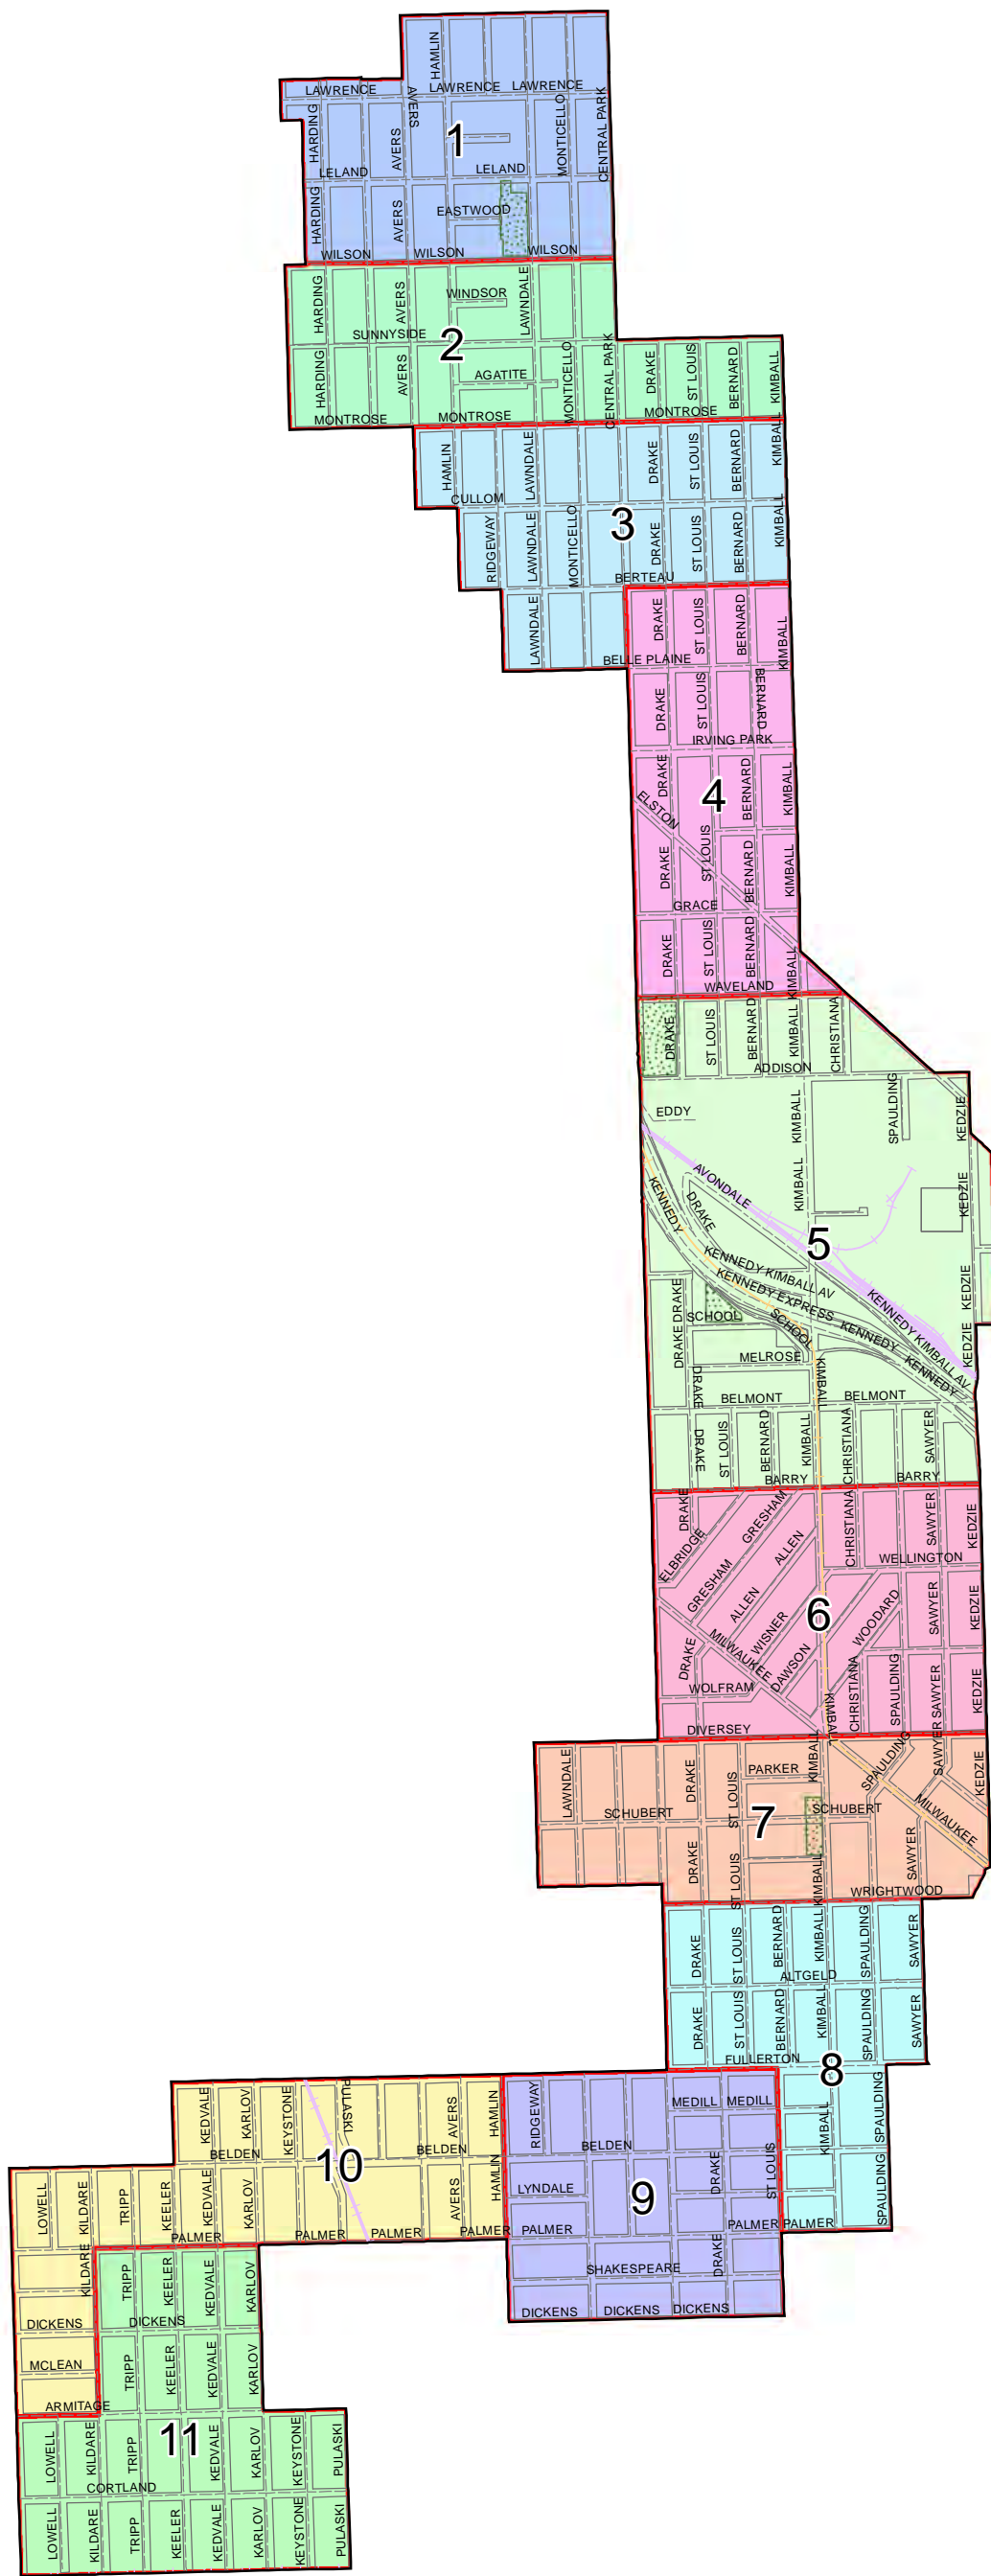 HAMLIN
LAWRENCE
LAWRENCE
LAWRENCE
AVERS
HARDING
AVERS
1
MONTICELLO
CENTRAL PARK
LELAND
LELAND
HARDING
AVERS
EASTWOOD
WILSON
WILSON
WILSON
HARDING
AVERS
WINDSOR
LAWNDALE
SUNNYSIDE
2
HARDING
AVERS
AGATITE
MONTICELLO
CENTRAL PARK
DRAKE
ST LOUIS
BERNARD
KIMBALL
MONTROSE
MONTROSE
MONTROSE
HAMLIN
LAWNDALE
DRAKE
ST LOUIS
BERNARD
KIMBALL
CULLOM
RIDGEWAY
LAWNDALE
MONTICELLO
3
DRAKE
ST LOUIS
BERNARD
KIMBALL
BERTEAU
LAWNDALE
DRAKE
ST LOUIS
BERNARD
KIMBALL
BELLE PLAINE
DRAKE
ST LOUIS
BERNARD
IRVING PARK
DRAKE
4
BERNARD
KIMBALL
ELSTON
DRAKE
ST LOUIS
BERNARD
KIMBALL
GRACE
DRAKE
ST LOUIS
BERNARD
KIMBALL
WAVELAND
DRAKE
ST LOUIS
BERNARD
KIMBALL
CHRISTIANA
ADDISON
EDDY
KIMBALL
SPAULDING
KEDZIE
AVONDALE
KENNEDY
DRAKE
KIMBALL
KEDZIE
5
KENNEDY KIMBALL AV
KENNEDY EXPRESS
KENNEDY KIMBALL AV
KEDZIE
DRAKE
DRAKE
SCHOOL
SCHOOL
KENNEDY
KENNEDY
KEDZIE
MELROSE
DRAKE
KIMBALL
BELMONT
BELMONT
DRAKE
ST LOUIS
BERNARD
KIMBALL
CHRISTIANA
SAWYER
BARRY
BARRY
DRAKE
ELBRIDGE
GRESHAM
GRESHAM
ALLEN
ALLEN
CHRISTIANA
SAWYER
KEDZIE
WELLINGTON
6
WISNER
WOODARD
SAWYER
KEDZIE
MILWAUKEE
DRAKE
DAWSON
WOLFRAM
CHRISTIANA
SPAULDING
SAWYER
KEDZIE
DIVERSEY
KIMBALL
LAWNDALE
DRAKE
ST LOUIS
PARKER
KIMBALL
SPAULDING
SAWYER
KEDZIE
SCHUBERT
7
SCHUBERT
MILWAUKEE
DRAKE
ST LOUIS
KIMBALL
SAWYER
WRIGHTWOOD
DRAKE
ST LOUIS
BERNARD
KIMBALL
SPAULDING
SAWYER
ALTGELD
DRAKE
ST LOUIS
BERNARD
KIMBALL
SPAULDING
SAWYER
FULLERTON
8
KEDVALE
KARLOV
KEYSTONE
PULASKI
AVERS
HAMLIN
RIDGEWAY
MEDILL
MEDILL
KIMBALL
SPAULDING
BELDEN
BELDEN
BELDEN
10
LOWELL
KILDARE
TRIPP
KEELER
KEDVALE
KARLOV
AVERS
HAMLIN
LYNDALE
9
DRAKE
ST LOUIS
SPAULDING
PALMER
PALMER
PALMER
PALMER
PALMER
PALMER
PALMER
KILDARE
TRIPP
KEELER
KEDVALE
KARLOV
SHAKESPEARE
DRAKE
DICKENS
DICKENS
DICKENS
DICKENS
DICKENS
MCLEAN
TRIPP
KEELER
KEDVALE
KARLOV
ARMITAGE
11
LOWELL
KILDARE
TRIPP
KEDVALE
KARLOV
KEYSTONE
PULASKI
CORTLAND
LOWELL
KILDARE
TRIPP
KEELER
KEDVALE
KARLOV
KEYSTONE
PULASKI